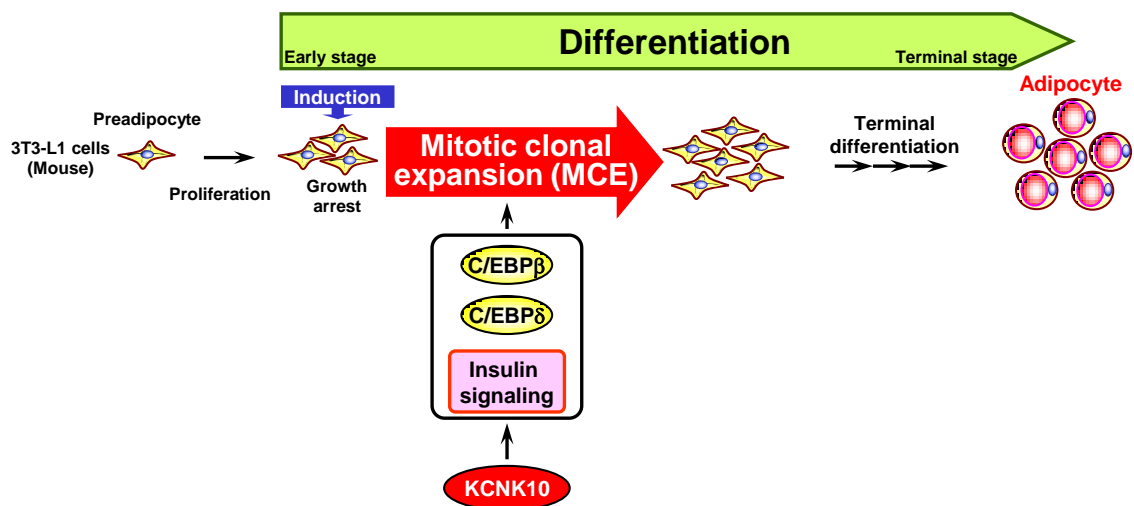 Differentiation
Early stage
Terminal stage
Induction
Adipocyte
Preadipocyte
3T3-L1 cells
(Mouse)
Proliferation
Growth
arrest
Mitotic clonal
expansion (MCE)
Terminal
differentiation
C/EBPβ
C/EBPδ
Insulin
signaling
KCNK10